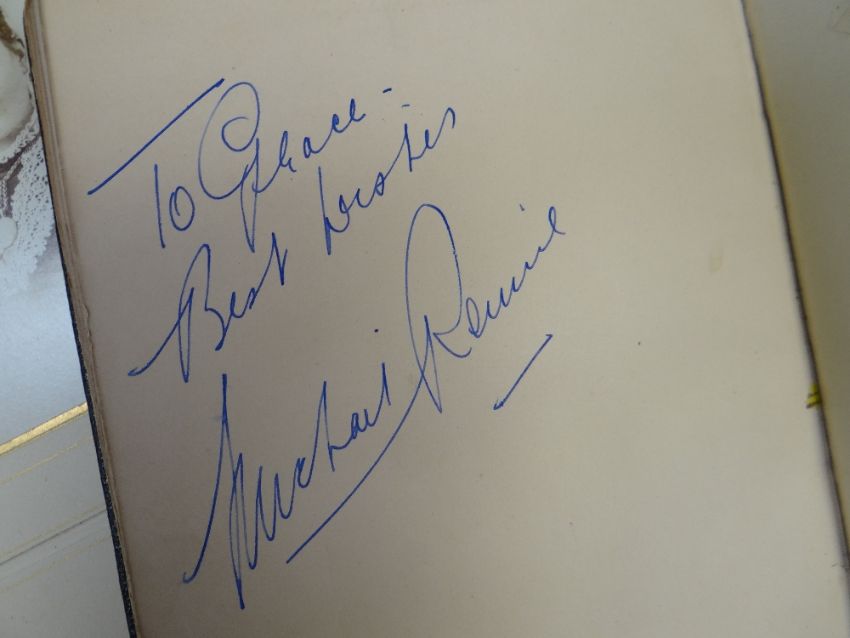 To Grace -
Best Wishes
Michael Rennie